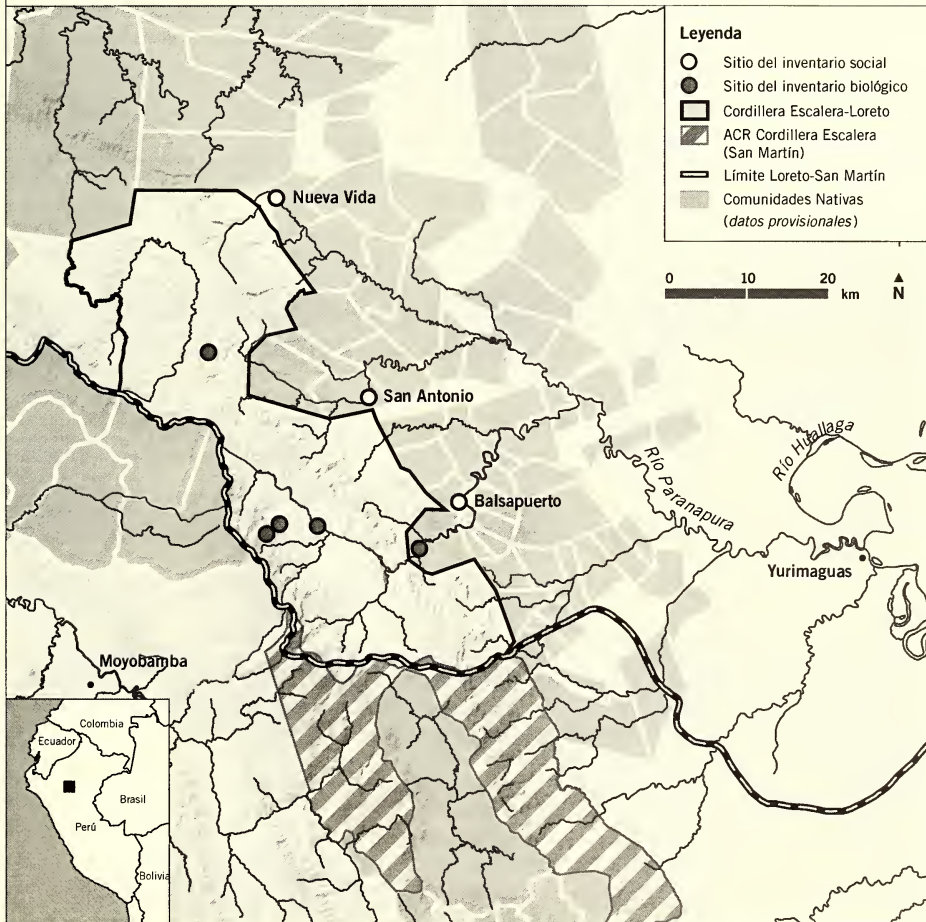 Leyenda
Sitio del inventario social
Sitio del inventario biológico
Cordillera Escalera-Loreto
ACR Cordillera Escalera
(San Martín)
Límite Loreto-San Martín
Comunidades Nativas
(datos provisionales)
0 10 20
km
N
Nueva Vida
San Antonio
Balsapuerto
Río Paranapura
Río Huallaga
Yurimaguas
Moyobamba
Colombia
Ecuador
Brasil
Perú
Bolivia